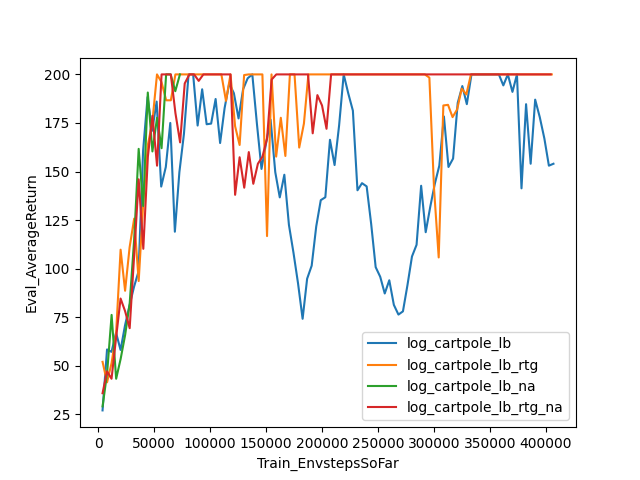 200
175
150
125
100
75
50
25
Eval_AverageReturn
0
50000
100000
150000
200000
250000
300000
350000
400000
Train_EnvstepsSoFar
log_cartpole_lb
log_cartpole_lb_rtg
log_cartpole_lb_na
log_cartpole_lb_rtg_na